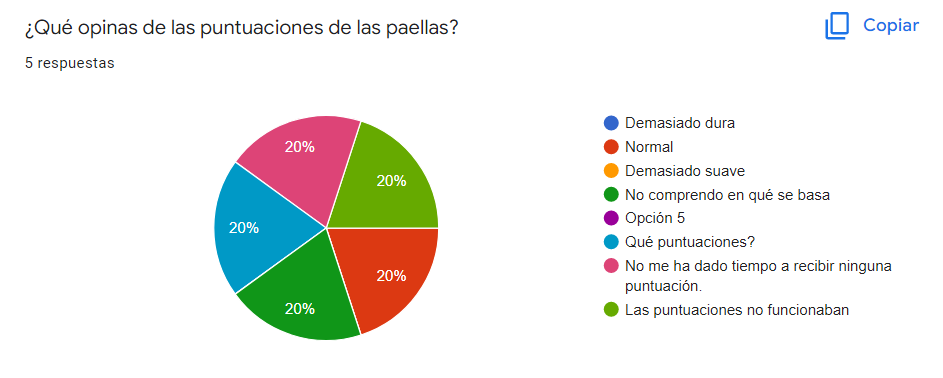 ¿Qué opinas de las puntuaciones de las paellas?
Copiar
5 respuestas
20%
20%
20%
20%
20%
Demasiado dura
Normal
Demasiado suave
No comprendo en qué se basa
Opción 5
Qué puntuaciones?
No me ha dado tiempo a recibir ninguna
puntuación.
Las puntuaciones no funcionaban